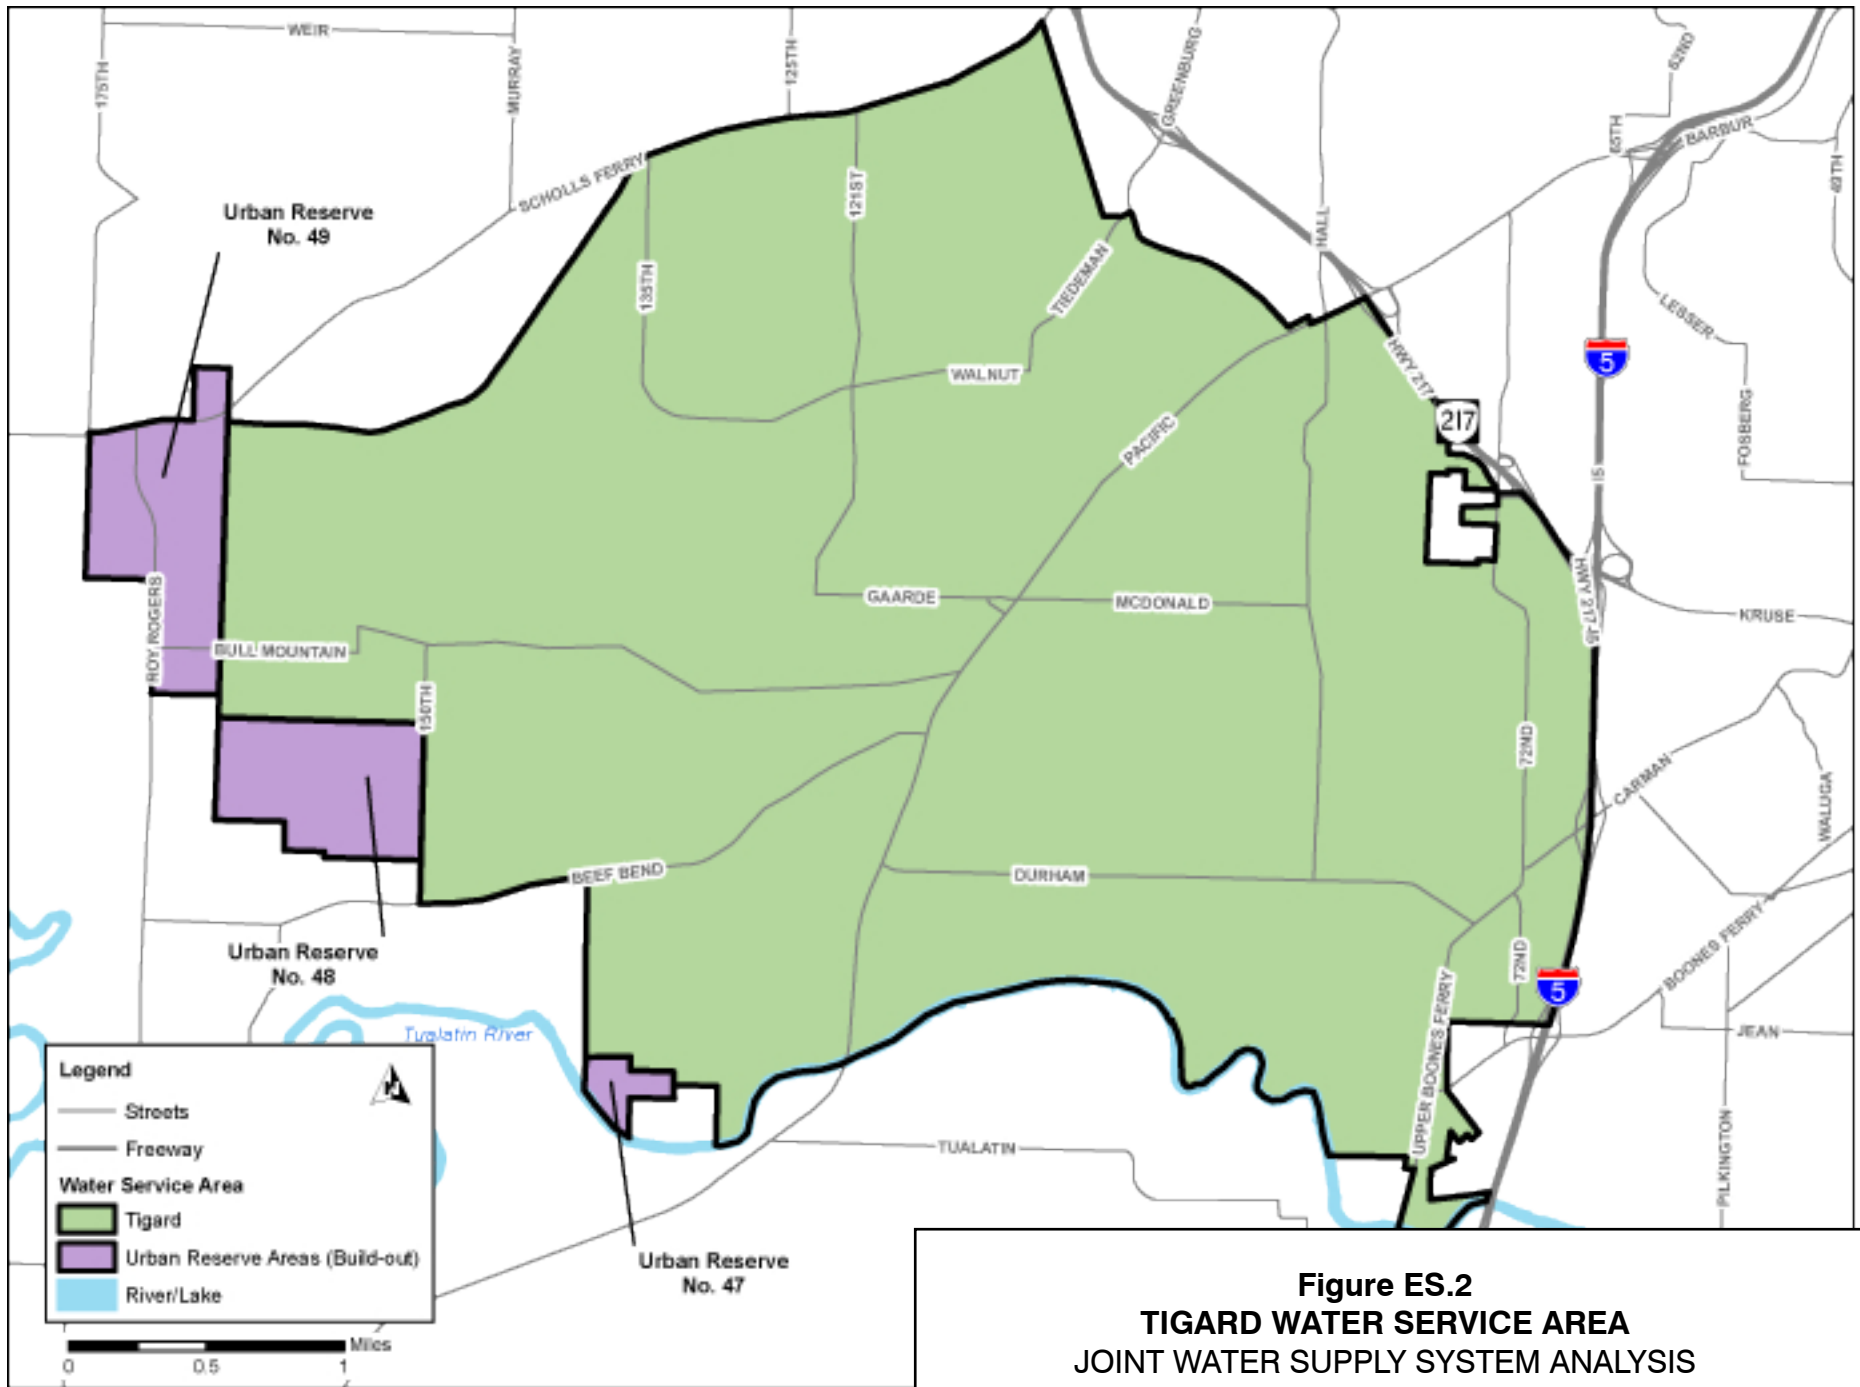 WEIR
175TH
MURRAY
125TH
GREENBURG
62ND
65TH
BARBUR
49TH
SCHOLLS FERRY
Urban Reserve
No. 49
121ST
HALL
135TH
TIEDEMAN
LESSER
5
WALNUT
HWY 217
217
PACIFIC
FOSBERG
I5
GAARDE
MCDONALD
HWY 217-I5
KRUSE
ROY ROGERS
BULL MOUNTAIN
150TH
72ND
CARMAN
WALUGA
BEEF BEND
DURHAM
BOONES FERRY
72ND
Urban Reserve
No. 48
5
UPPER BOONES FERRY
JEAN
Tualatin River
TUALATIN
PILKINGTON
Urban Reserve
No. 47
Legend
N
Streets
Freeway
Water Service Area
Tigard
Urban Reserve Areas (Build-out)
River/Lake
Miles
0 0.5 1
Figure ES.2
TIGARD WATER SERVICE AREA
JOINT WATER SUPPLY SYSTEM ANALYSIS